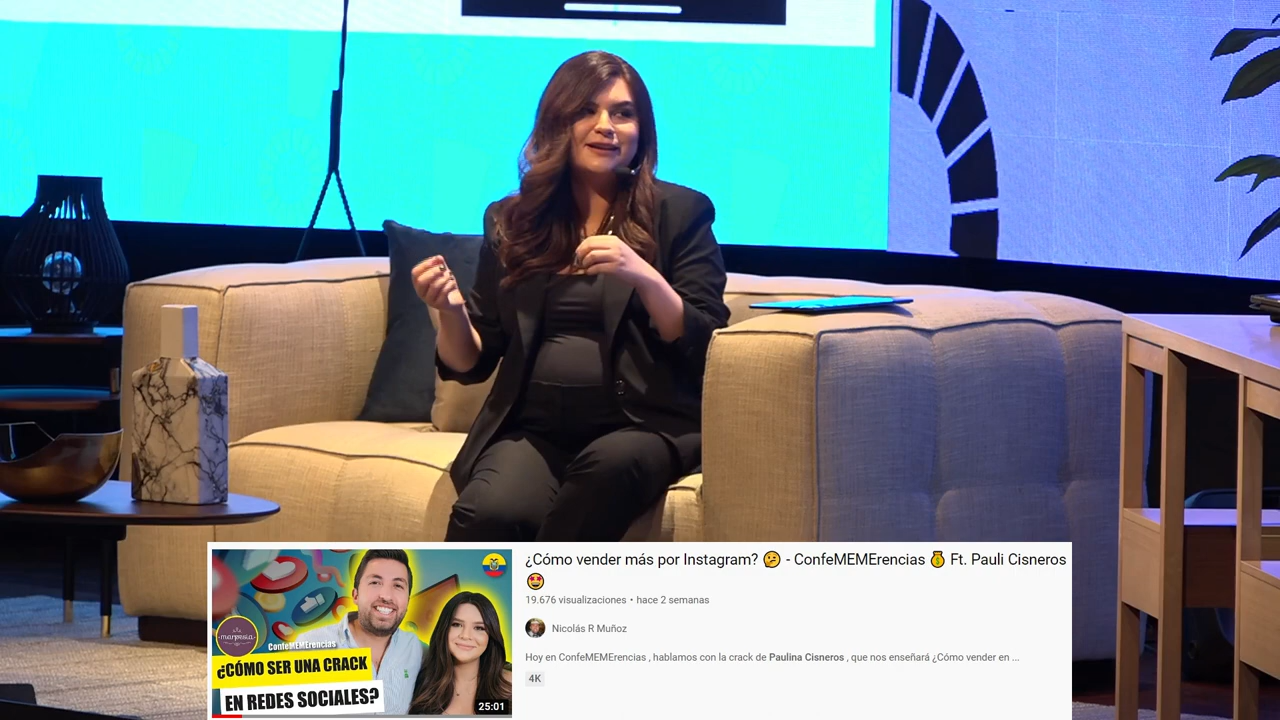 ¿Cómo vender más por Instagram? 🤔 - ConfeMEMErencias 💰 Ft. Pauli Cisneros
🤩
19.676 visualizaciones • hace 2 semanas
Nicolás R Muñoz
Hoy en ConfeMEMErencias , hablamos con la crack de Paulina Cisneros , que nos enseñará ¿Cómo vender en ...
4K
mariposa
ConfeMEMErencias
¿CÓMO SER UNA CRACK
EN REDES SOCIALES?
25:01